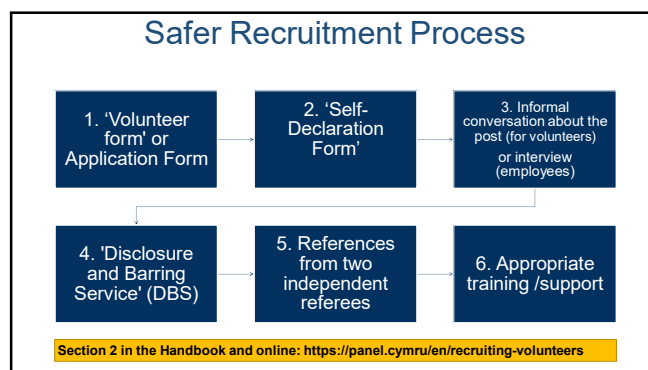 Safer Recruitment Process
1. ‘Volunteer
form' or
Application Form
2. ‘Self-
Declaration
Form’
3. Informal
conversation about the
post (for volunteers)
or interview
(employees)
4. 'Disclosure
and Barring
Service' (DBS)
5. References
from two
independent
referees
6. Appropriate
training /support
Section 2 in the Handbook and online: https://panel.cymru/en/recruiting-volunteers